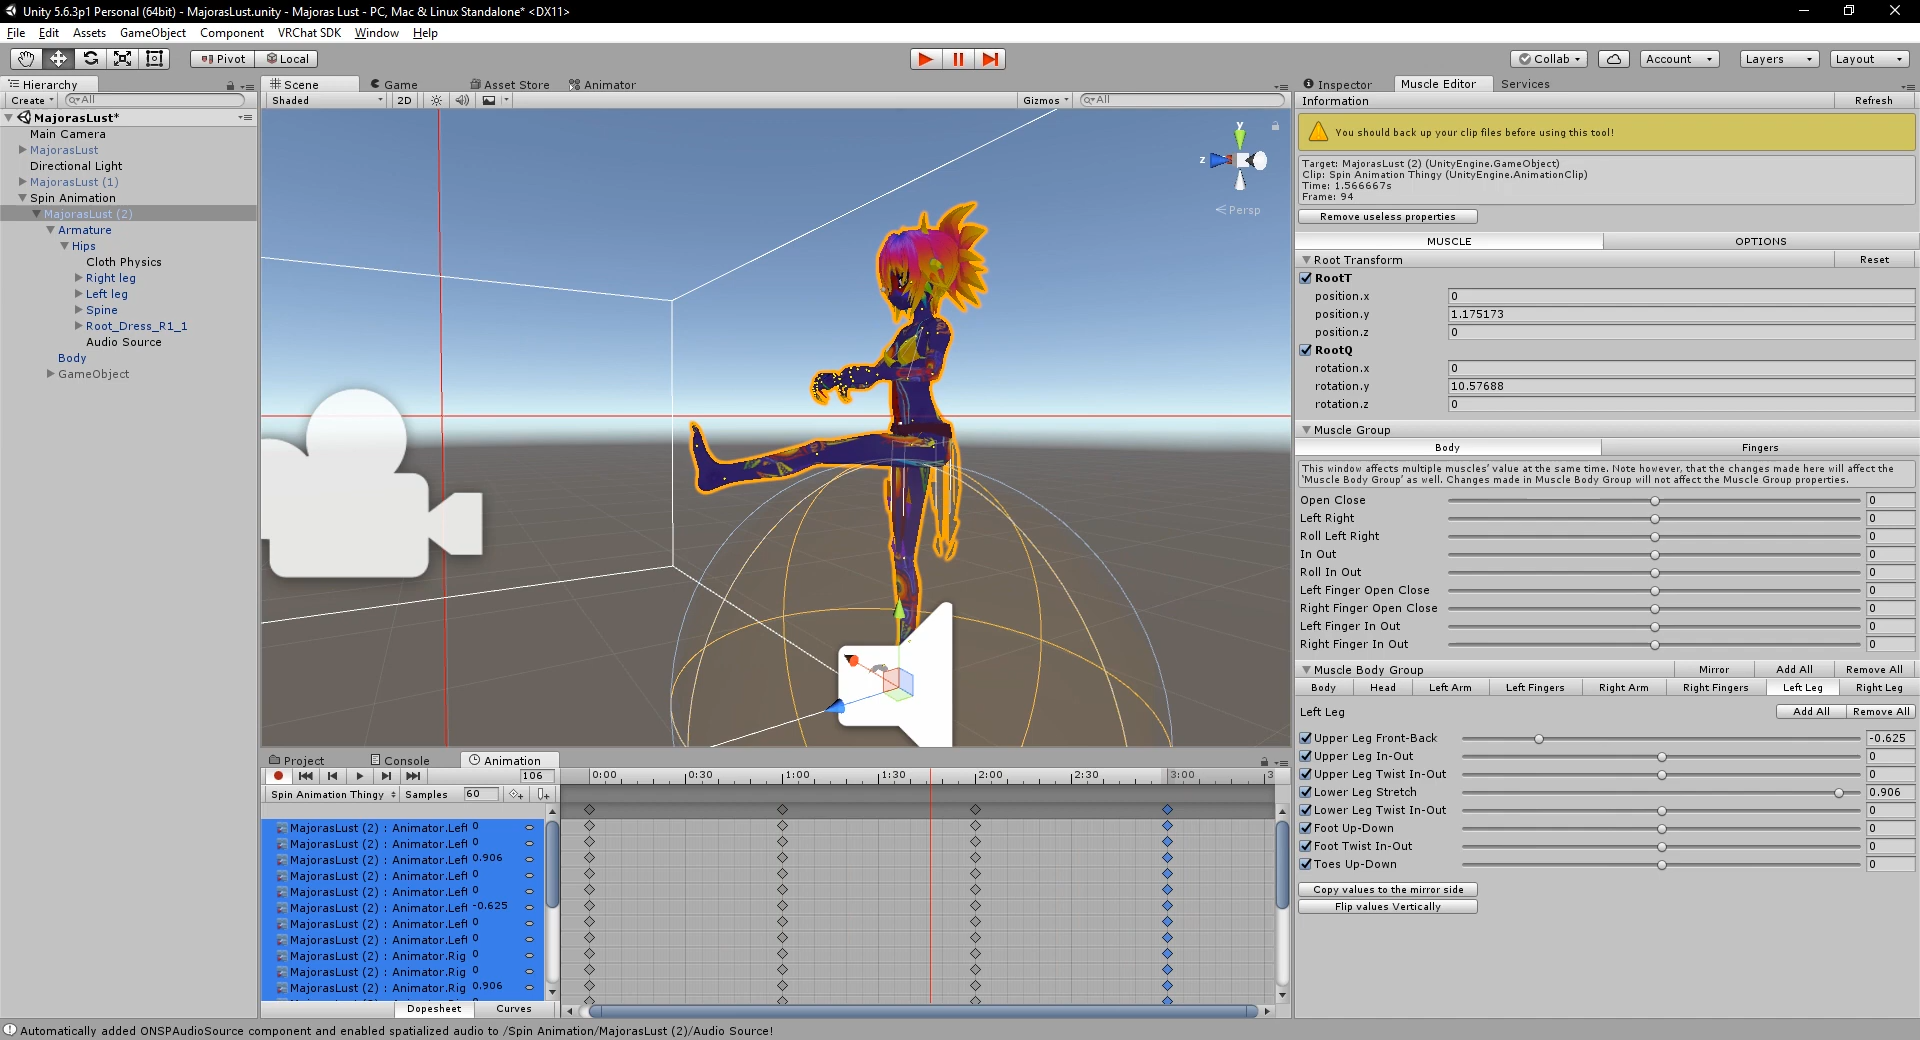 Unity 5.6.3p1 Personal (64bit) - MajorasLust.unity - Majoras Lust - PC, Mac & Linux Standalone* <DX11>
File Edit Assets GameObject Component VRChat SDK Window Help
Pivot Local Collab Account Layers Layout
Hierarchy
Create All
MajorasLust*
Main Camera
MajorasLust
Directional Light
MajorasLust (1)
Spin Animation
MajorasLust (2)
Armature
Hips
Cloth Physics
Right leg
Left leg
Spine
Root_Dress_R1_1
Audio Source
Body
GameObject
Scene Game Asset Store Animator
Shaded 2D Gizmos All
y
z
Persp
Project Console Animation
106
Spin Animation Thingy Samples 60
0:00 0:30 1:00 1:30 2:00 2:30 3:00 3
MajorasLust (2) : Animator.Left 0
MajorasLust (2) : Animator.Left 0
MajorasLust (2) : Animator.Left 0.906
MajorasLust (2) : Animator.Left 0
MajorasLust (2) : Animator.Left 0
MajorasLust (2) : Animator.Left -0.625
MajorasLust (2) : Animator.Left 0
MajorasLust (2) : Animator.Left 0
MajorasLust (2) : Animator.Rig 0
MajorasLust (2) : Animator.Rig 0
MajorasLust (2) : Animator.Rig 0.906
Dopesheet Curves
Inspector Muscle Editor Services
Information Refresh
You should back up your clip files before using this tool!
Target: MajorasLust (2) (UnityEngine.GameObject)
Clip: Spin Animation Thingy (UnityEngine.AnimationClip)
Time: 1.566667s
Frame: 94
Remove useless properties
MUSCLE OPTIONS
Root Transform Reset
RootT
position.x 0
position.y 1.175173
position.z 0
RootQ
rotation.x 0
rotation.y 10.57688
rotation.z 0
Muscle Group
Body Fingers
This window affects multiple muscles' value at the same time. Note however, that the changes made here will affect the
'Muscle Body Group' as well. Changes made in Muscle Body Group will not affect the Muscle Group properties.
Open Close 0
Left Right 0
Roll Left Right 0
In Out 0
Roll In Out 0
Left Finger Open Close 0
Right Finger Open Close 0
Left Finger In Out 0
Right Finger In Out 0
Muscle Body Group Mirror Add All Remove All
Body Head Left Arm Left Fingers Right Arm Right Fingers Left Leg Right Leg
Left Leg Add All Remove All
Upper Leg Front-Back -0.625
Upper Leg In-Out 0
Upper Leg Twist In-Out 0
Lower Leg Stretch 0.906
Lower Leg Twist In-Out 0
Foot Up-Down 0
Foot Twist In-Out 0
Toes Up-Down 0
Copy values to the mirror side
Flip values Vertically
Automatically added ONSPAudioSource component and enabled spatialized audio to /Spin Animation/MajorasLust (2)/Audio Source!